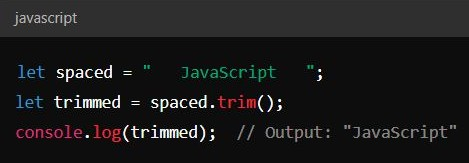 javascript
let spaced = "   JavaScript   ";
let trimmed = spaced.trim();
console.log(trimmed);  // Output: "JavaScript"